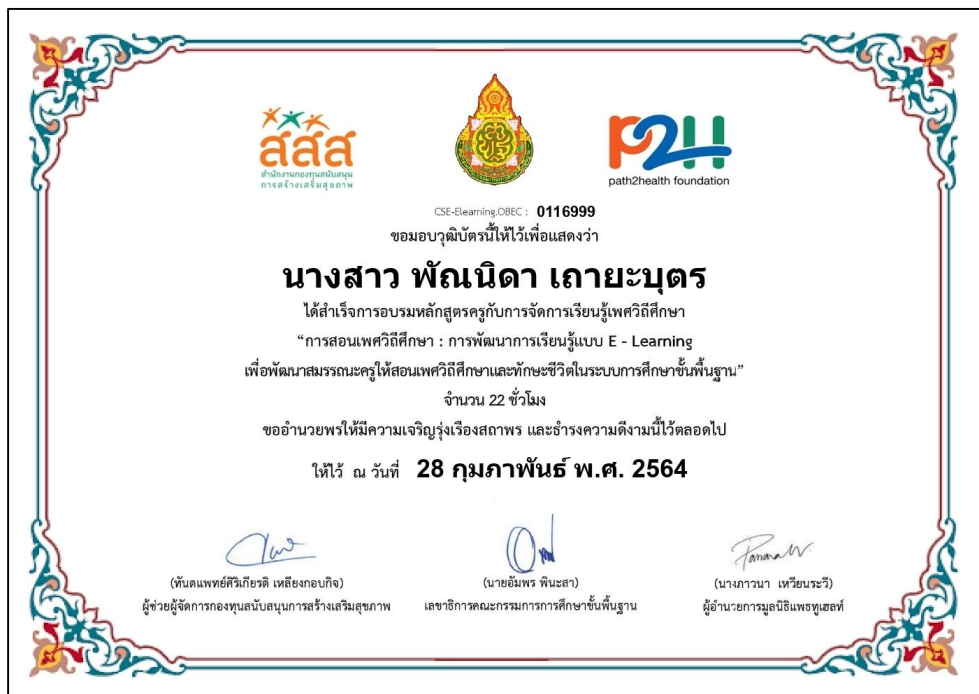 สสส
สำนักงานกองทุนสนับสนุน
การสร้างเสริมสุขภาพ
P2H
path2health foundation
CSE-Elearning.OBEC : 0116999
ขอมอบวุฒิบัตรนี้ให้ไว้เพื่อแสดงว่า
นางสาว พัณนิดา เถายะบุตร
ได้สำเร็จการอบรมหลักสูตรครูกับการจัดการเรียนรู้เพศวิถีศึกษา
“การสอนเพศวิถีศึกษา : การพัฒนาการเรียนรู้แบบ E - Learning
เพื่อพัฒนาสมรรถนะครูให้สอนเพศวิถีศึกษาและทักษะชีวิตในระบบการศึกษาขั้นพื้นฐาน”
จำนวน 22 ชั่วโมง
ขออำนวยพรให้มีความเจริญรุ่งเรืองสถาพร และธำรงความดีงามนี้ไว้ตลอดไป
ให้ไว้ ณ วันที่ 28 กุมภาพันธ์ พ.ศ. 2564
(ทันตแพทย์ศิริเกียรติ เหลียงกอบกิจ) (นายอัมพร พินะสา) (นางภาวนา เหวียนระวี)
ผู้ช่วยผู้จัดการกองทุนสนับสนุนการสร้างเสริมสุขภาพ เลขาธิการคณะกรรมการการศึกษาขั้นพื้นฐาน ผู้อำนวยการมูลนิธิแพธทูเฮลท์